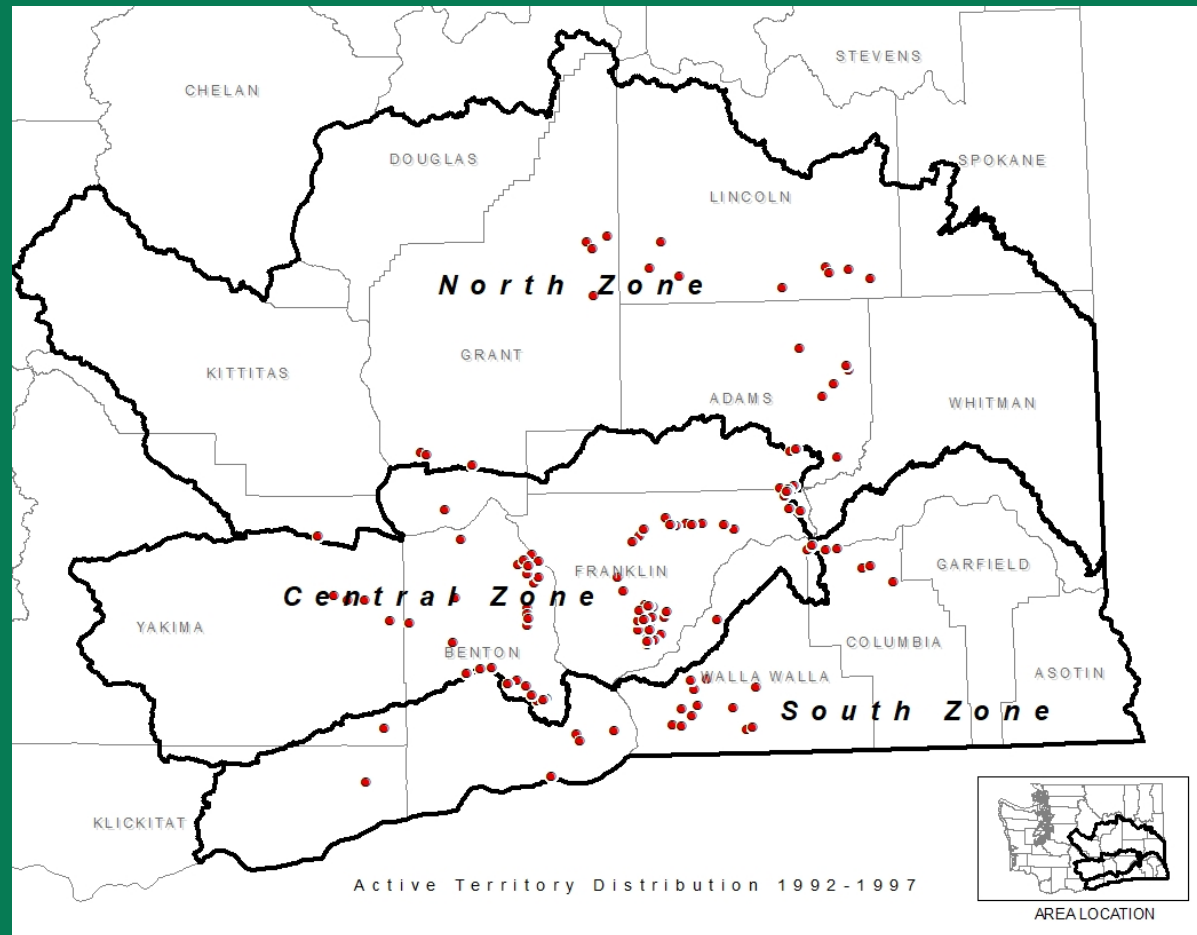 STEVENS
CHELAN
DOUGLAS
SPOKANE
LINCOLN
North Zone
GRANT
KITTITAS
ADAMS
WHITMAN
GARFIELD
FRANKLIN
Central Zone
YAKIMA
COLUMBIA
BENTON
ASOTIN
WALLA WALLA
South Zone
KLICKITAT
Active Territory Distribution 1992-1997
AREA LOCATION